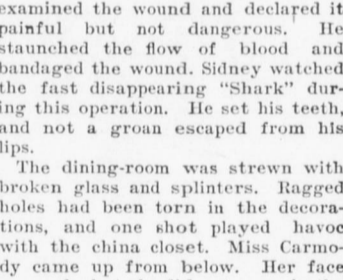 examined the wound and declared it
painful but not dangerous. He
staunched the flow of blood and
bandaged the wound. Sidney watched
the fast disappearing "Shark" dur-
ing this operation. He set his teeth,
and not a groan escaped from his
lips.
The dining-room was strewn with
broken glass and splinters. Ragged
holes had been torn in the decora-
tions, and one shot played havoc
with the china closet. Miss Carmo-
dy came up from below. Her face